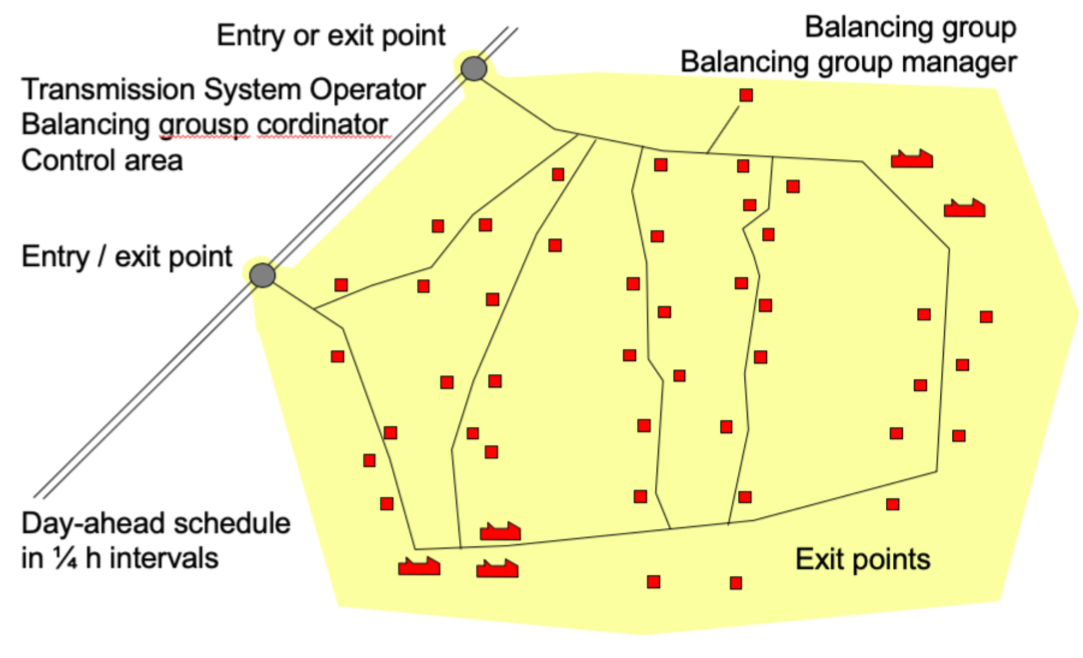 Entry or exit point
Balancing group
Balancing group manager
Transmission System Operator
Balancing grousp cordinator
Control area
Entry / exit point
Day-ahead schedule
in ¼ h intervals
Exit points